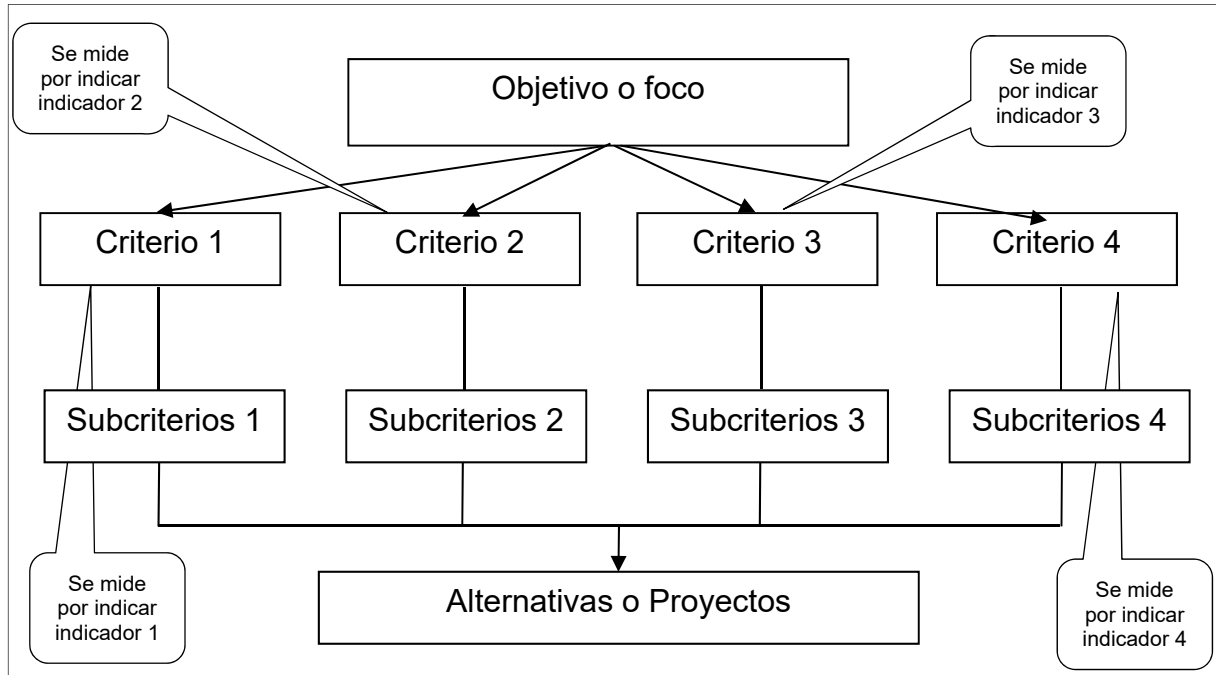 Se mide
por indicar
indicador 2
Objetivo o foco
Se mide
por indicar
indicador 3
Criterio 1
Criterio 2
Criterio 3
Criterio 4
Subcriterios 1
Subcriterios 2
Subcriterios 3
Subcriterios 4
Se mide
por indicar
indicador 1
Alternativas o Proyectos
Se mide
por indicar
indicador 4